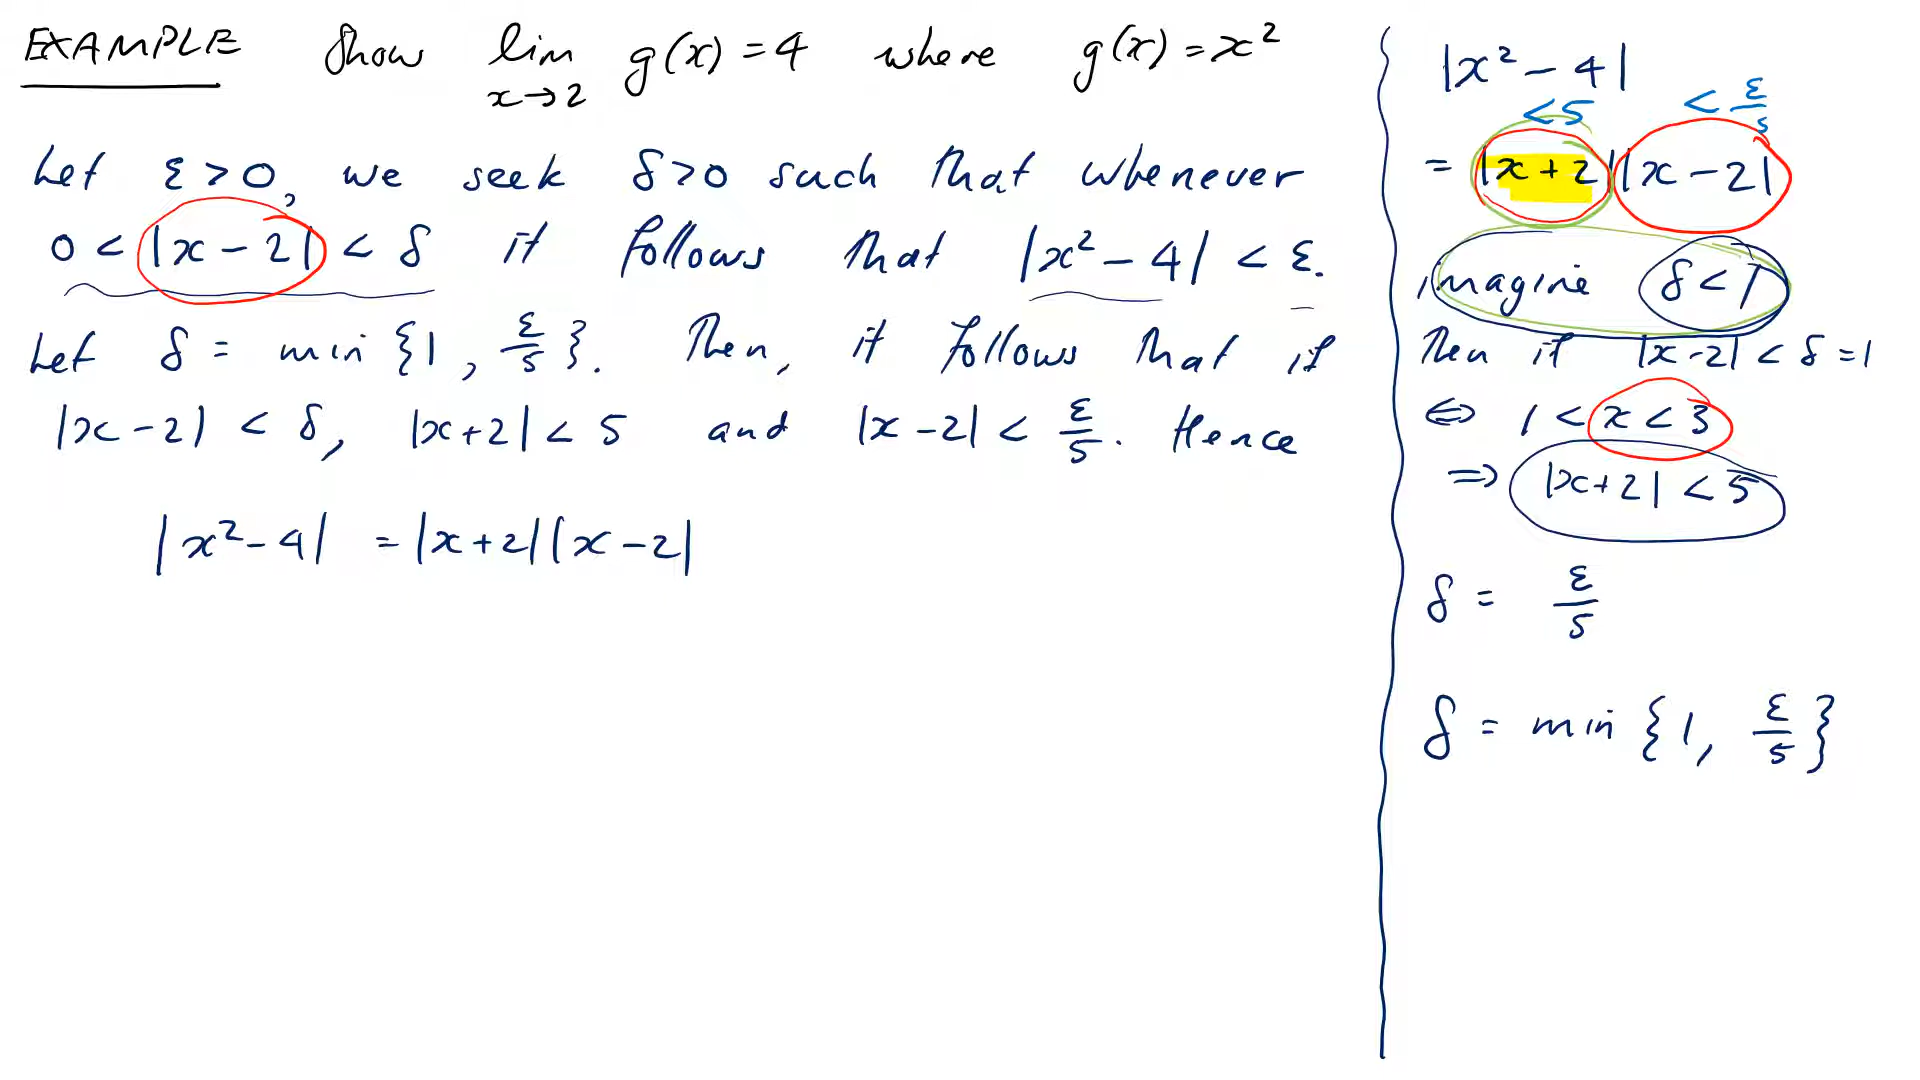 EXAMPLE Show lim x→2 g(x) = 4 where g(x) = x²
Let ε > 0, we seek δ > 0 such that whenever
0 < |x - 2| < δ it follows that |x² - 4| < ε.
Let δ = min {1, ε/5}. Then, it follows that if
|x - 2| < δ, |x + 2| < 5 and |x - 2| < ε/5. Hence
|x² - 4| = |x + 2||x - 2|
|x² - 4|
< 5 < ε/5
= |x + 2||x - 2|
imagine δ < 1
Then if |x - 2| < δ = 1
⇔ 1 < x < 3
⇒ |x + 2| < 5
δ = ε/5
δ = min {1, ε/5}